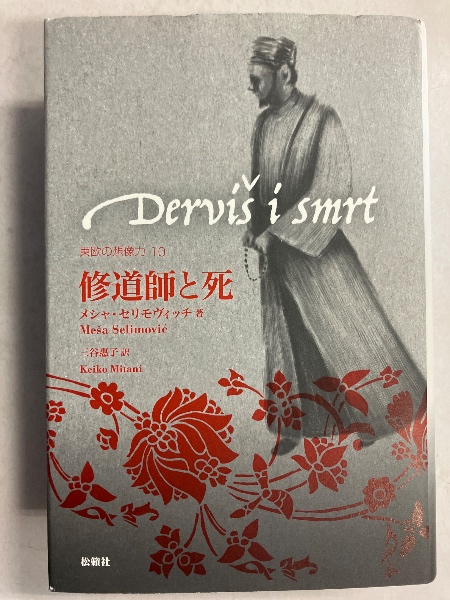 Derviš i smrt
東欧の想像力 10
修道師と死
メシャ・セリモヴィッチ 著
Meša Selimović
三谷惠子 訳
Keiko Mitani
松籟社